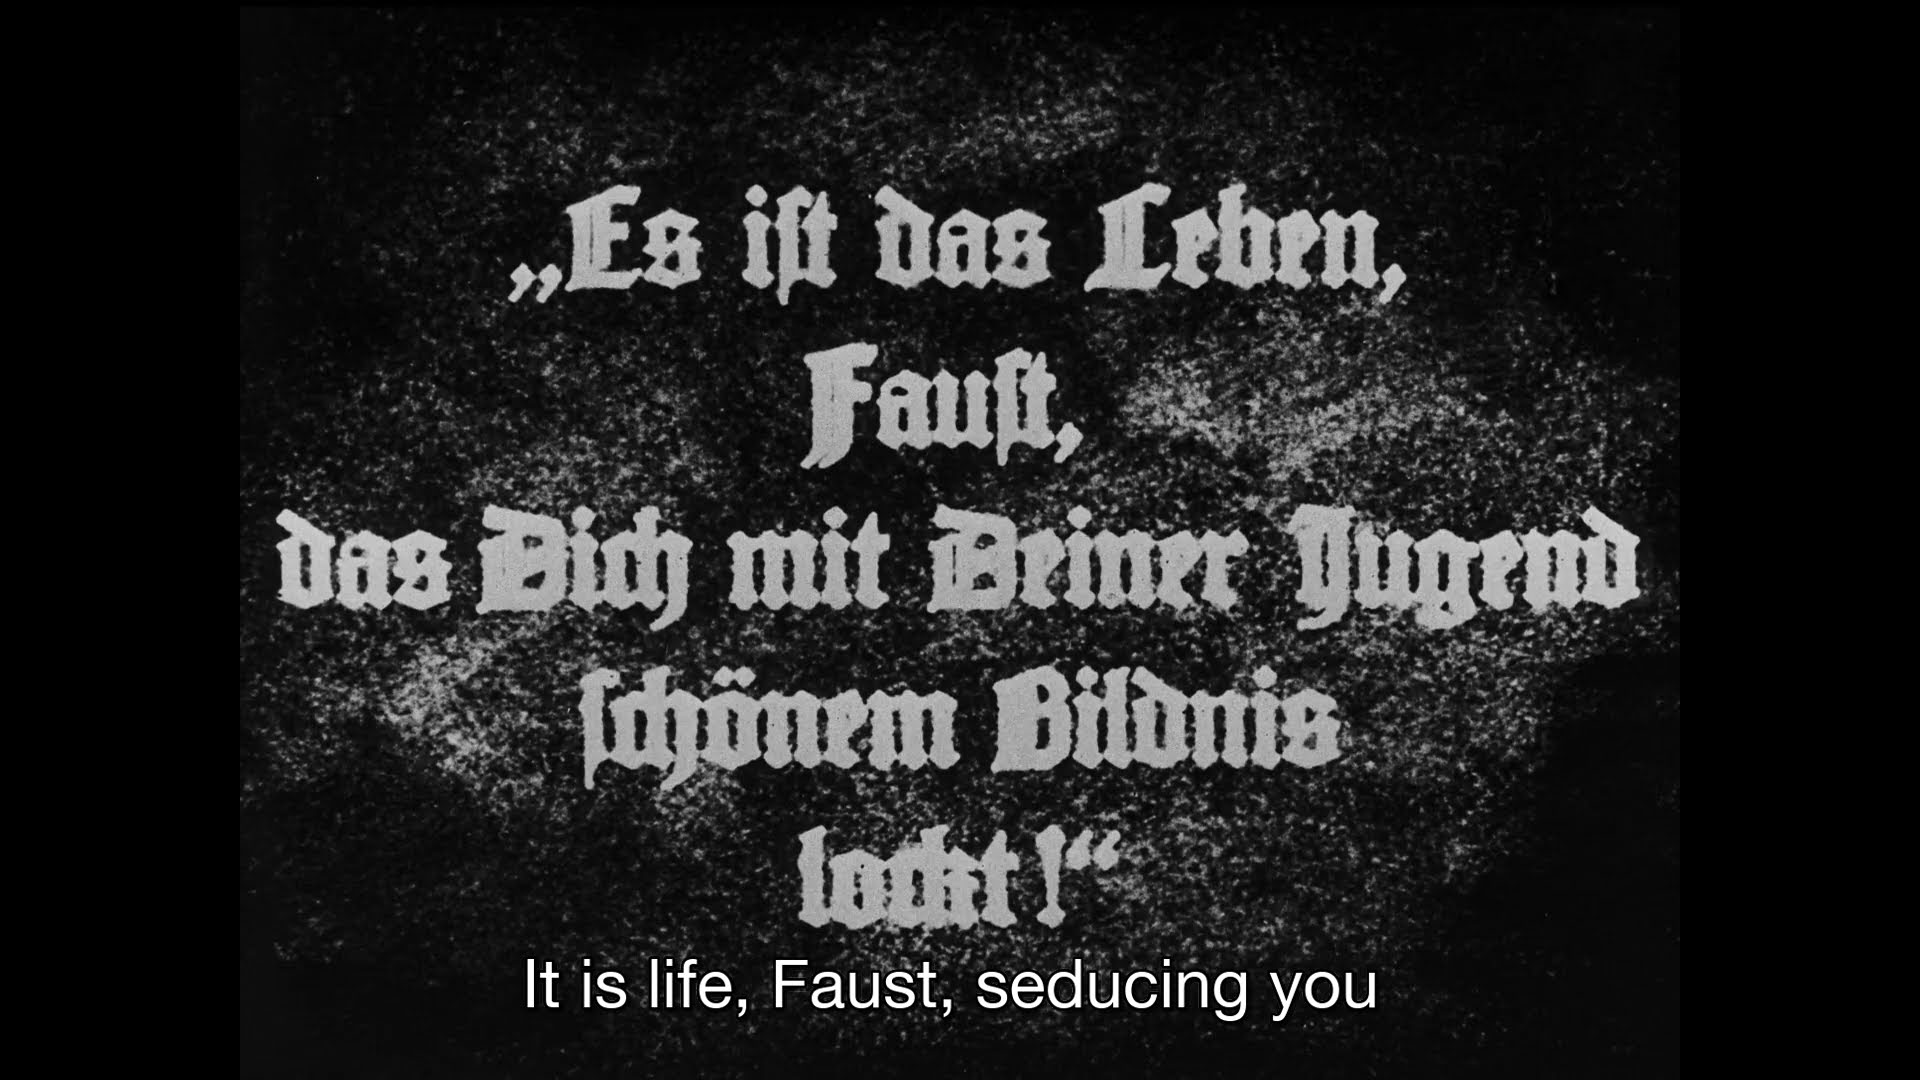 „Es iſt das Leben,
Fauſt,
das Dich mit Deiner Jugend
ſchönem Bildnis
lockt!“
It is life, Faust, seducing you